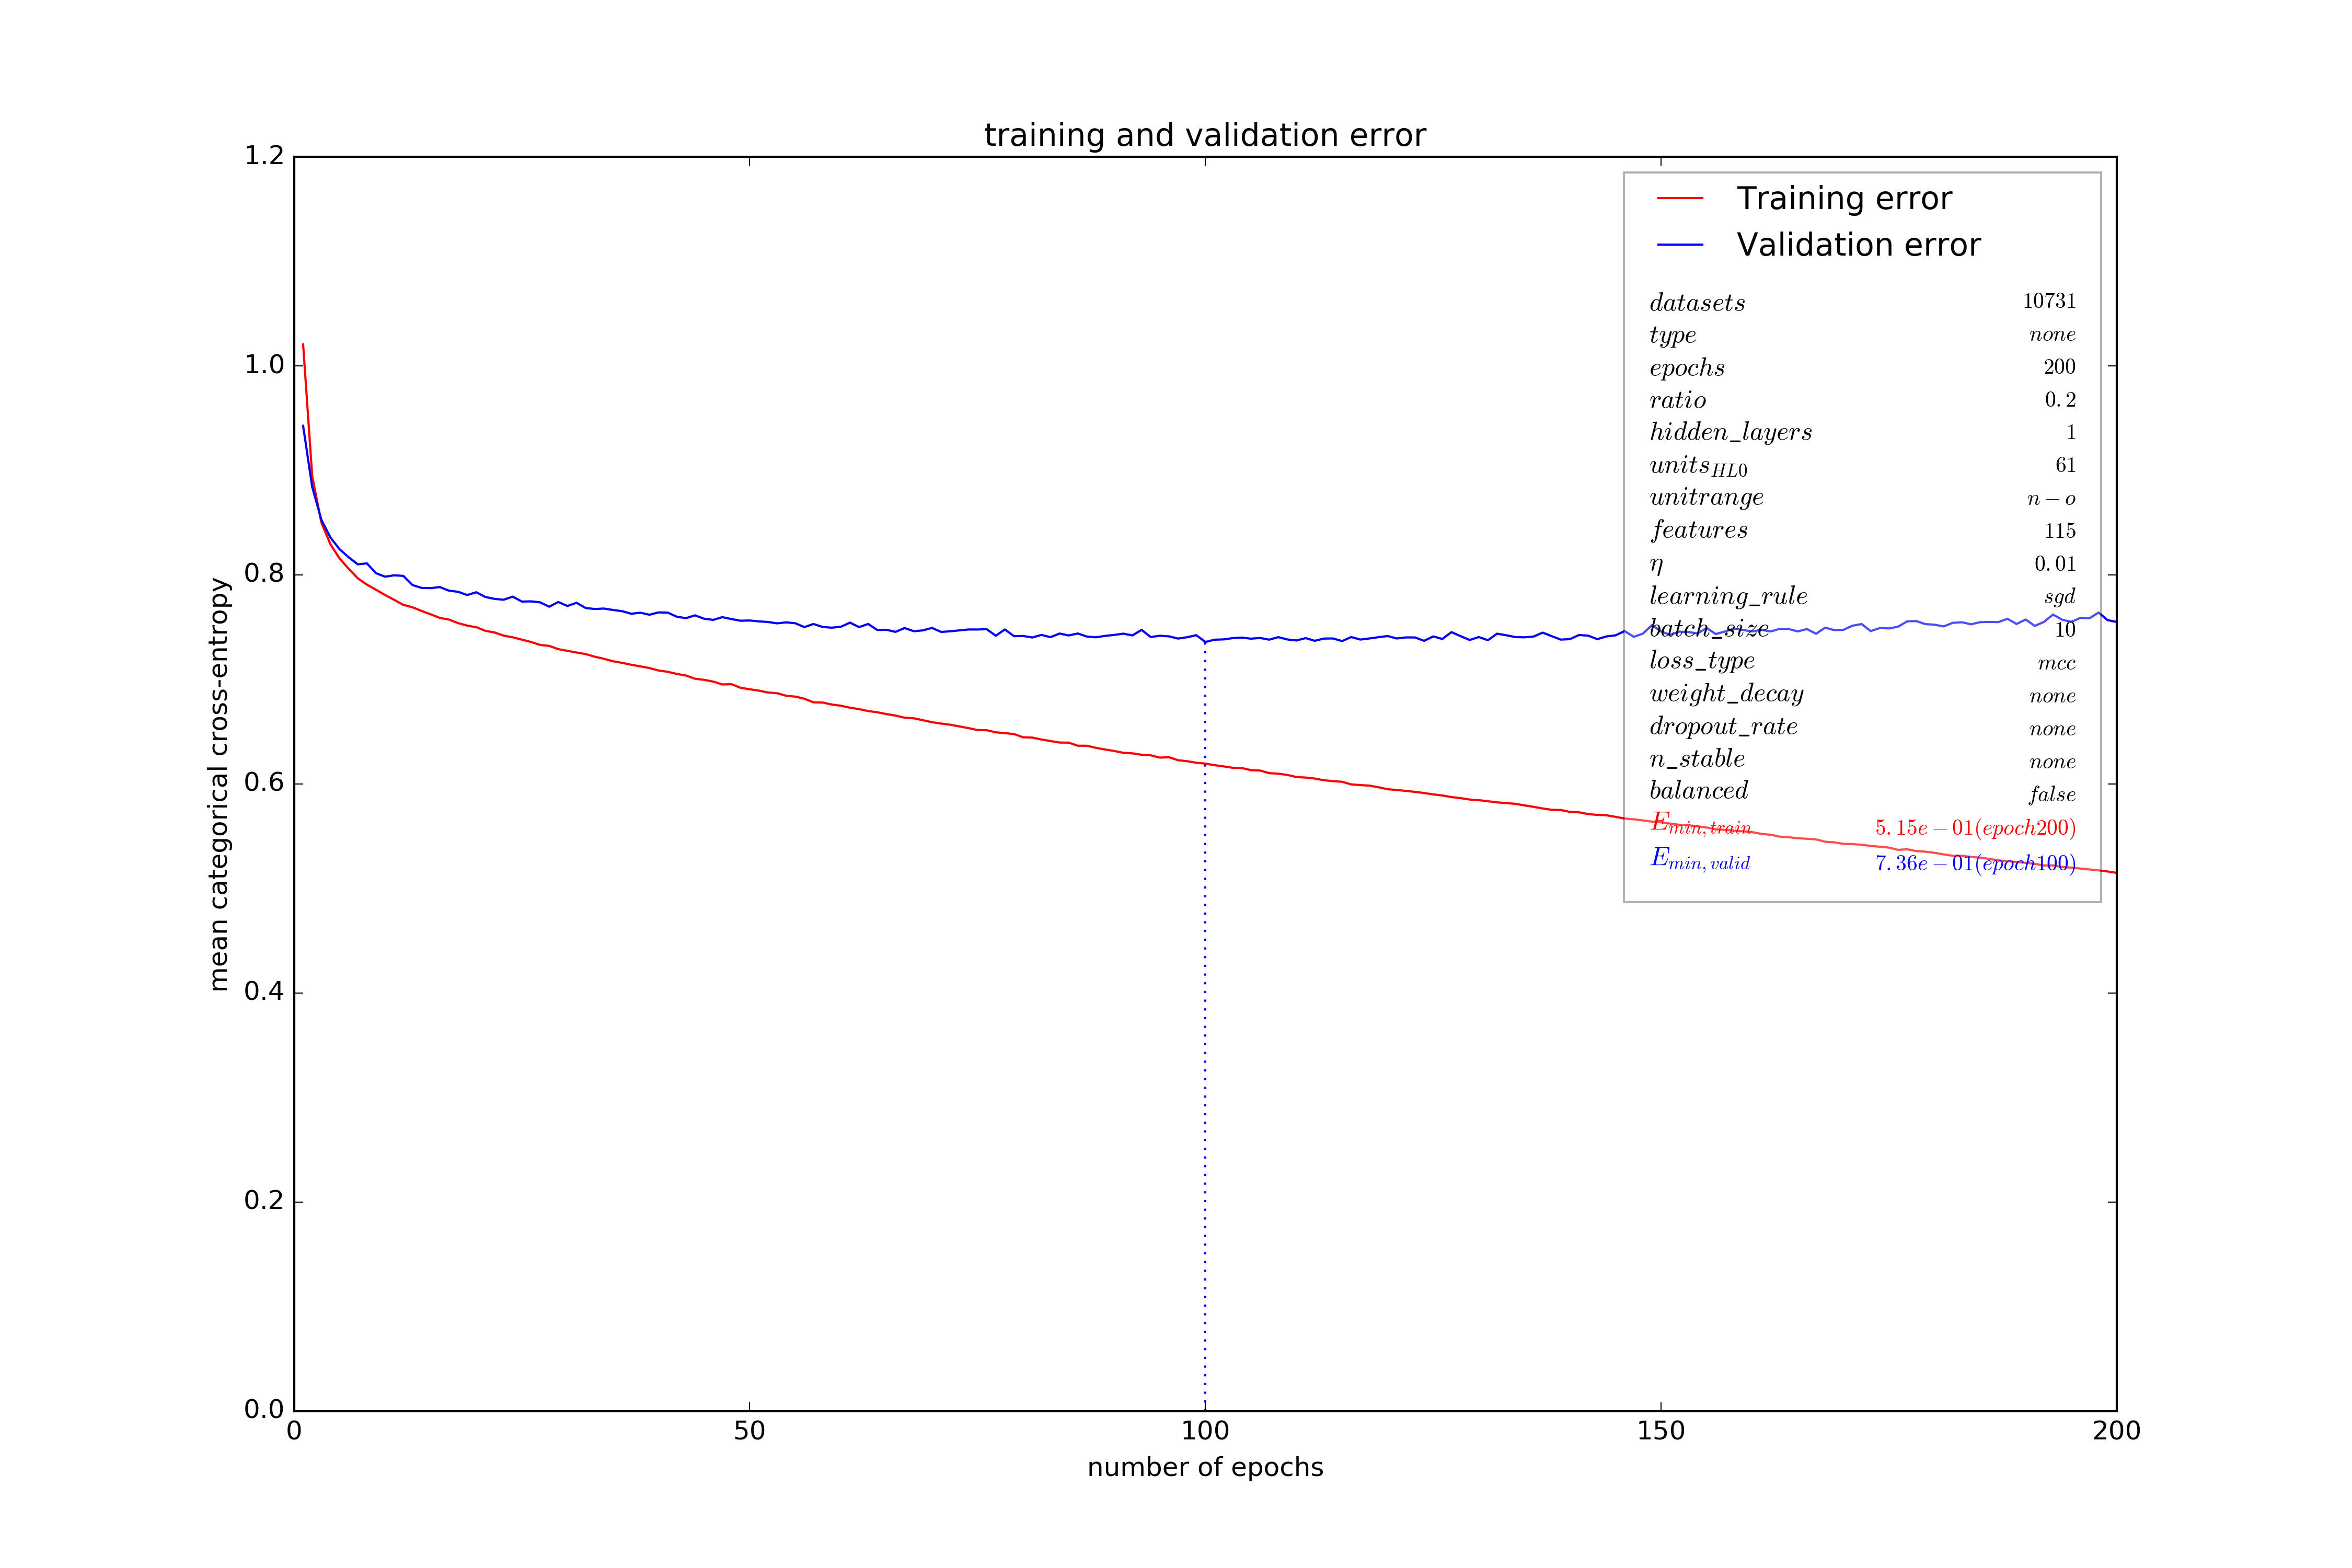 training and validation error
1.2
1.0
0.8
0.6
0.4
0.2
0.0
mean categorical cross-entropy
0 50 100 150 200
number of epochs
Training error
Validation error
datasets 10731
type none
epochs 200
ratio 0.2
hidden_layers 1
units_HL0 61
unitrange n − o
features 115
η 0.01
learning_rule sgd
batch_size 10
loss_type mcc
weight_decay none
dropout_rate none
n_stable none
balanced false
E_min,train 5.15e − 01(epoch200)
E_min,valid 7.36e − 01(epoch100)